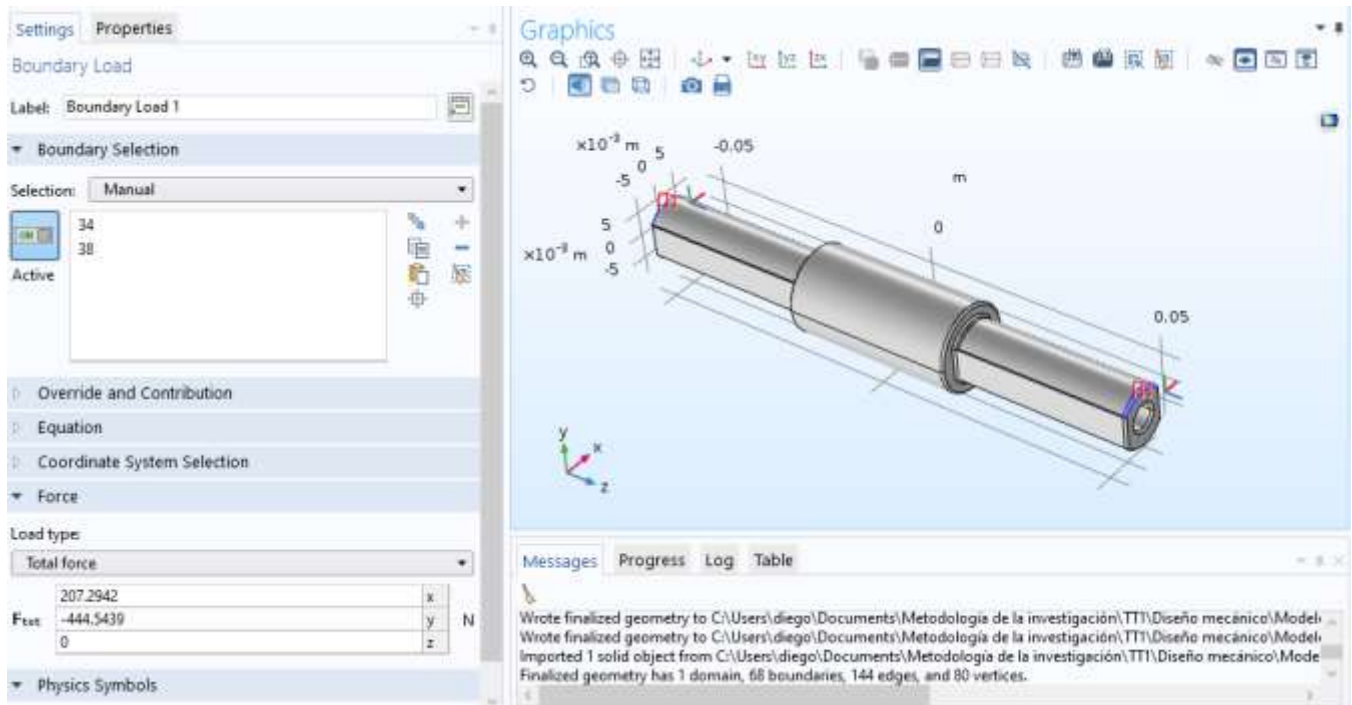 Settings Properties
Boundary Load
Label: Boundary Load 1
Boundary Selection
Selection: Manual
34
38
Active
Override and Contribution
Equation
Coordinate System Selection
Force
Load type:
Total force
207.2942 x
Ftot -444.5439 y N
0 z
Physics Symbols
Graphics
×10⁻³ m 5 -0.05
0
-5
m
5
0
0
×10⁻³ m
-5
0.05
y
x
z
Messages Progress Log Table
Wrote finalized geometry to C:\Users\diego\Documents\Metodología de la investigación\TT1\Diseño mecánico\Model
Wrote finalized geometry to C:\Users\diego\Documents\Metodología de la investigación\TT1\Diseño mecánico\Model
Imported 1 solid object from C:\Users\diego\Documents\Metodología de la investigación\TT1\Diseño mecánico\Mode
Finalized geometry has 1 domain, 68 boundaries, 144 edges, and 80 vertices.